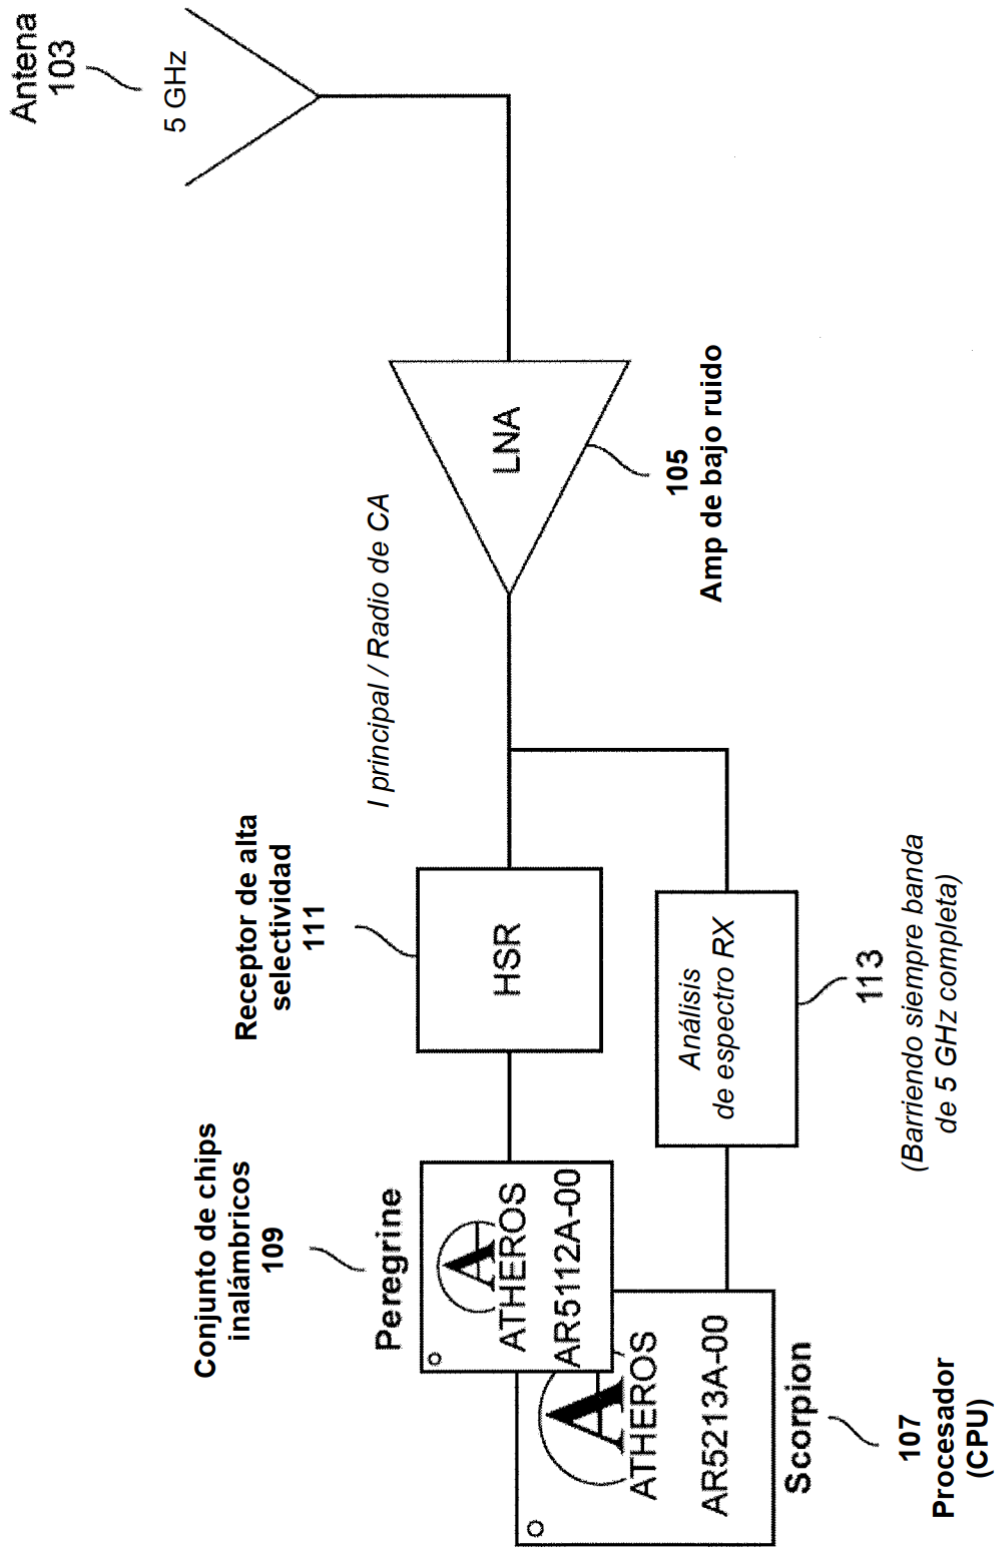 Antena
103
5 GHz
LNA
105
Amp de bajo ruido
I principal / Radio de CA
Receptor de alta
selectividad
111
HSR
Análisis
de espectro RX
113
(Barriendo siempre banda
de 5 GHz completa)
Conjunto de chips
inalámbricos
109
Peregrine
A
ATHEROS
AR5112A-00
A
ATHEROS
AR5213A-00
Scorpion
107
Procesador
(CPU)